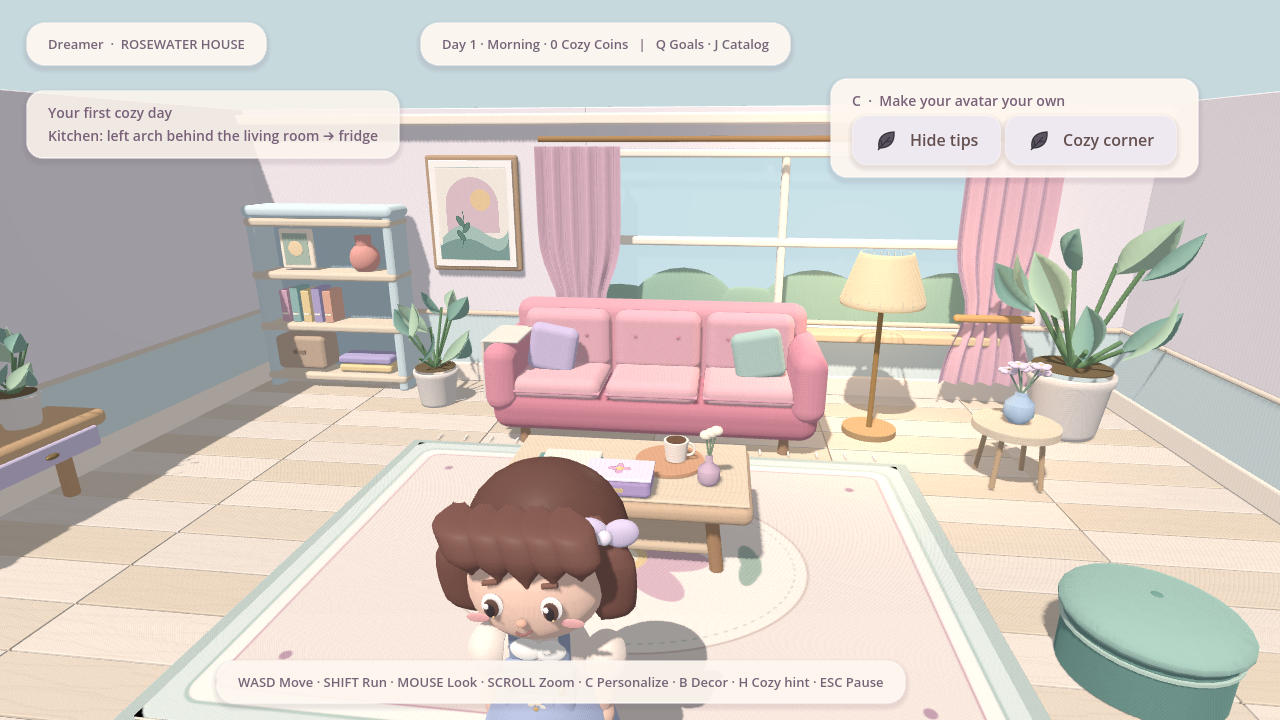 Dreamer · ROSEWATER HOUSE
Day 1 · Morning · 0 Cozy Coins | Q Goals · J Catalog
Your first cozy day
Kitchen: left arch behind the living room → fridge
C · Make your avatar your own
Hide tips
Cozy corner
WASD Move · SHIFT Run · MOUSE Look · SCROLL Zoom · C Personalize · B Decor · H Cozy hint · ESC Pause